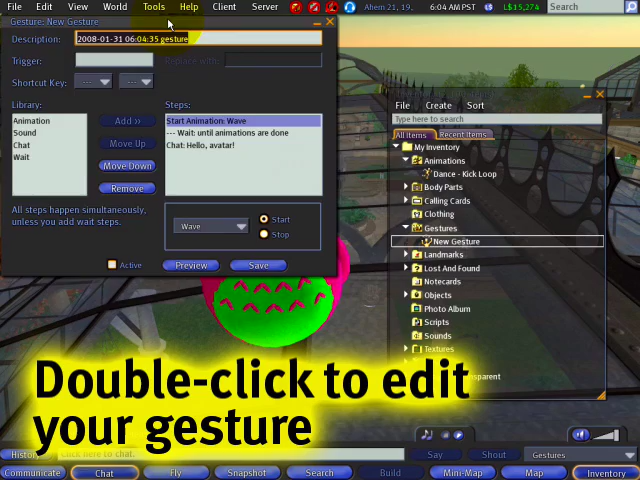 File Edit View World Tools Help Client Server Ahern 21, 19, 6:04 AM PST L$15,274 Search
Gesture: New Gesture
Description: 2008-01-31 06:04:35 gesture
Trigger: Replace with:
Shortcut Key: --- ---
Library: Steps:
Animation
Sound
Chat
Wait
Add >>
Move Up
Move Down
Remove
Start Animation: Wave
--- Wait: until animations are done
Chat: Hello, avatar!
All steps happen simultaneously,
unless you add wait steps.
Wave
Start
Stop
Active Preview Save
File Create Sort
Type here to search
All Items Recent Items
My Inventory
Animations
Dance - Kick Loop
Body Parts
Calling Cards
Clothing
Gestures
New Gesture
Landmarks
Lost And Found
Notecards
Objects
Photo Album
Scripts
Sounds
Textures
Double-click to edit
your gesture
History Click here to chat. Say Shout Gestures
Communicate Chat Fly Snapshot Search Build Mini-Map Map Inventory